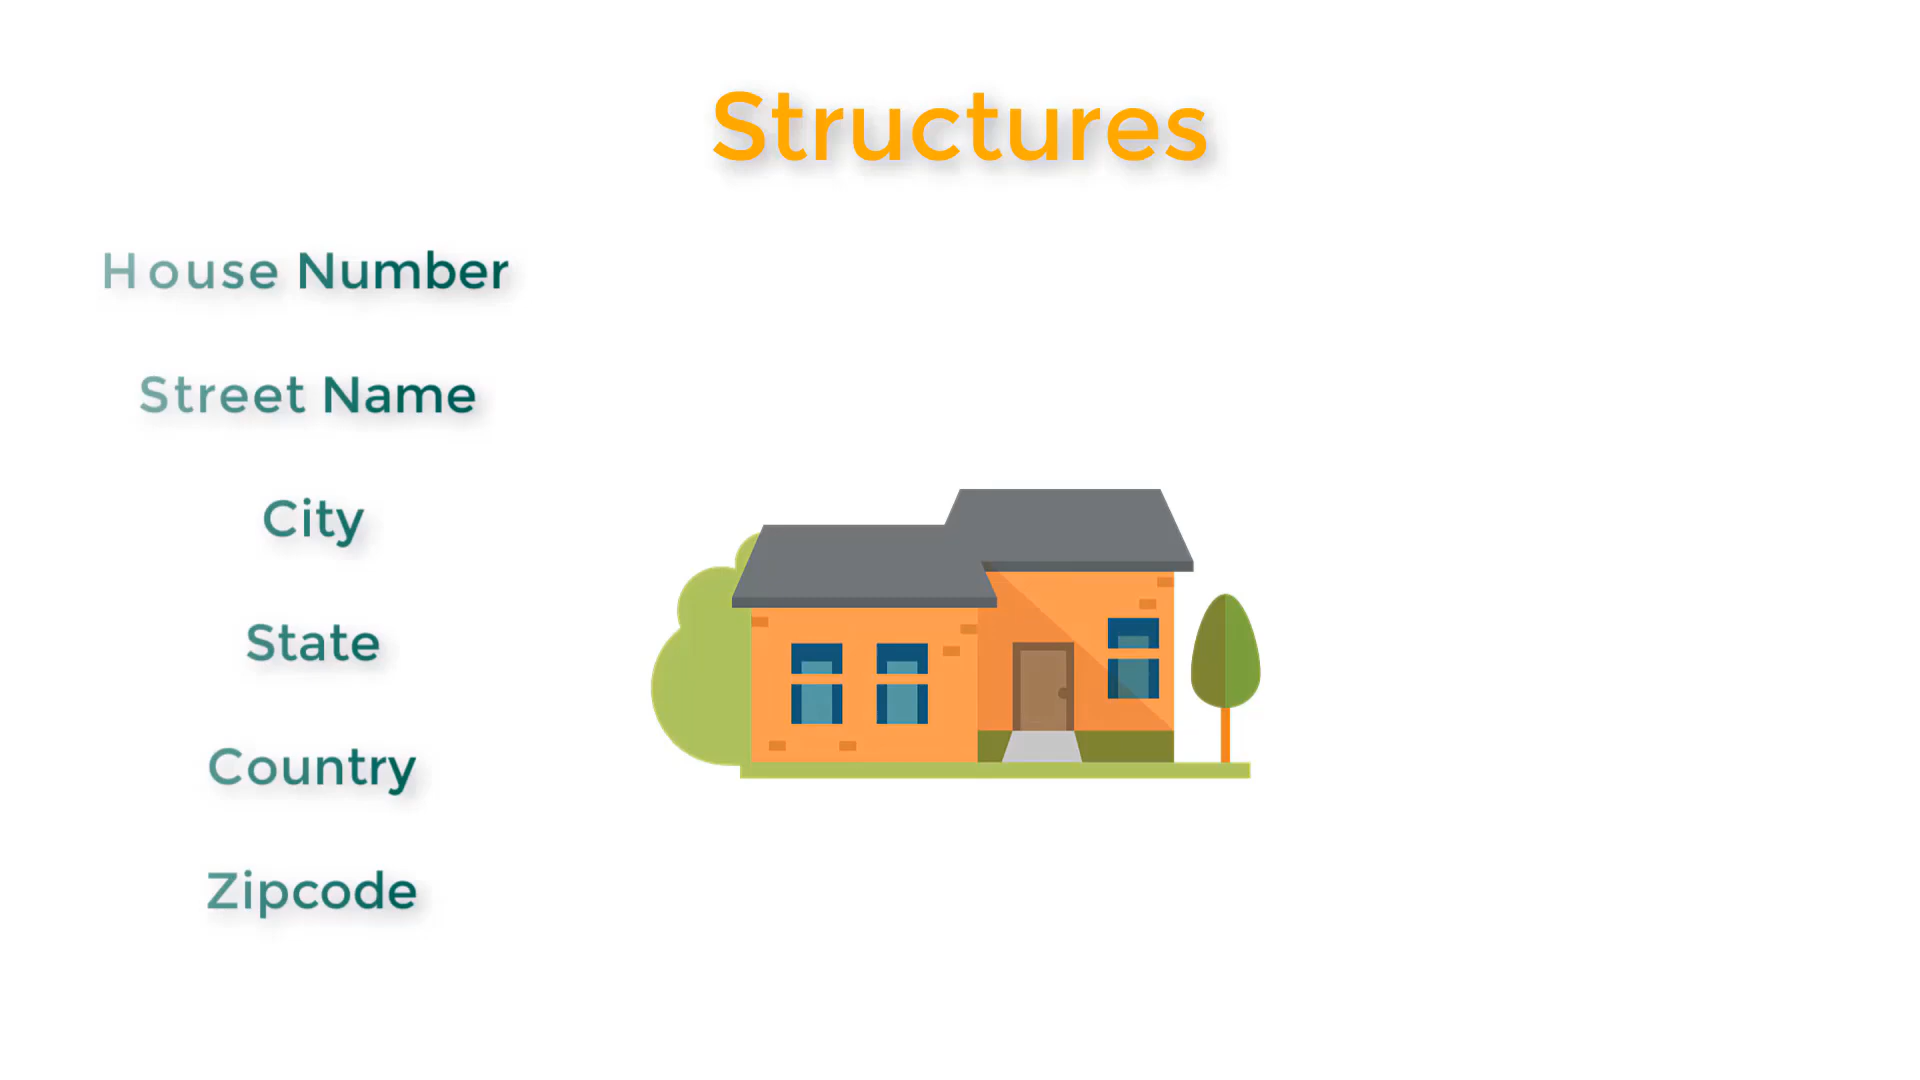 Structures
House Number
Street Name
City
State
Country
Zipcode